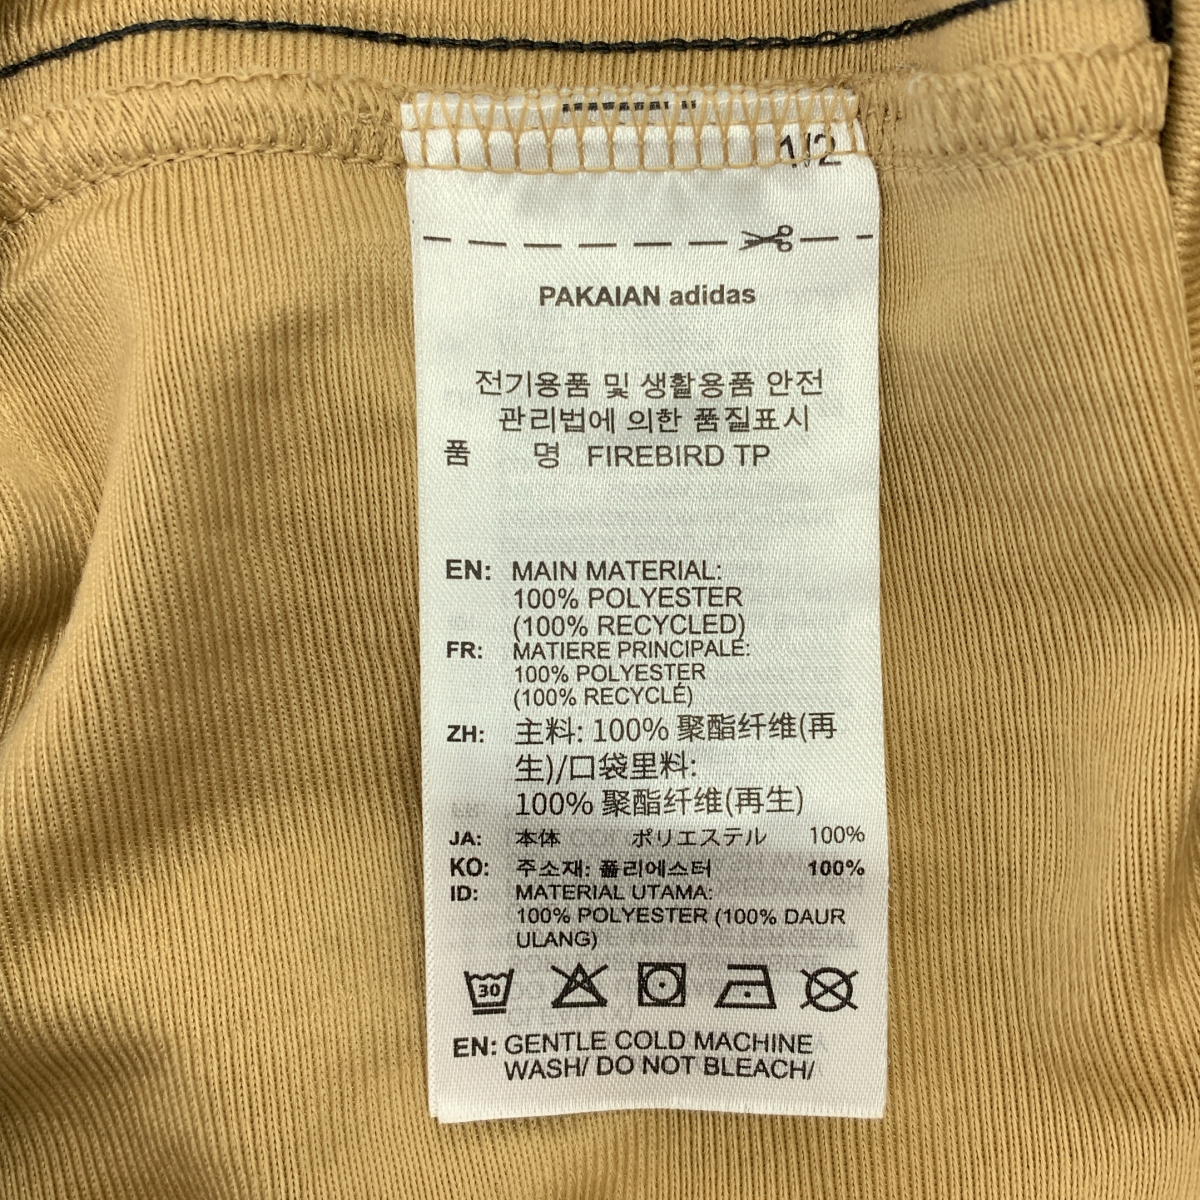 1/2
PAKAIAN adidas
전기용품 및 생활용품 안전
관리법에 의한 품질표시
품 명 FIREBIRD TP
EN: MAIN MATERIAL:
100% POLYESTER
(100% RECYCLED)
FR: MATIERE PRINCIPALE:
100% POLYESTER
(100% RECYCLÉ)
ZH: 主料: 100% 聚酯纤维(再
生)/口袋里料:
100% 聚酯纤维(再生)
JA: 本体 ポリエステル 100%
KO: 주소재: 폴리에스터 100%
ID: MATERIAL UTAMA:
100% POLYESTER (100% DAUR
ULANG)
30
EN: GENTLE COLD MACHINE
WASH/ DO NOT BLEACH/